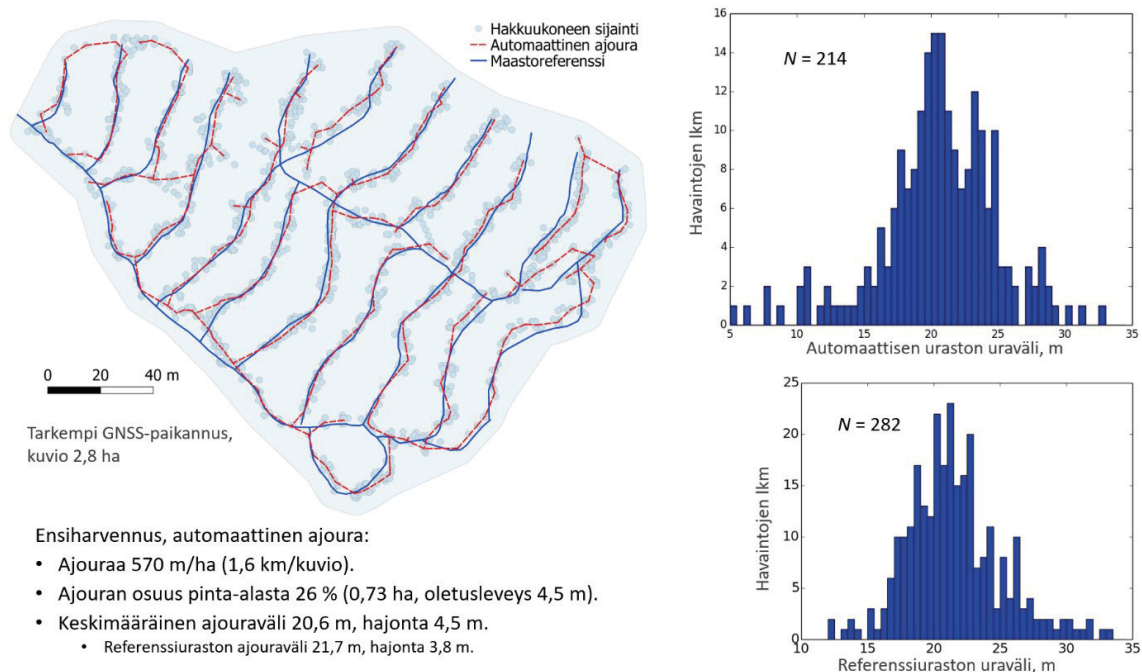 Hakkuukoneen sijainti
Automaattinen ajoura
Maastoreferenssi
0 20 40 m
Tarkempi GNSS-paikannus,
kuvio 2,8 ha
Ensiharvennus, automaattinen ajoura:
• Ajouraa 570 m/ha (1,6 km/kuvio).
• Ajouran osuus pinta-alasta 26 % (0,73 ha, oletusleveys 4,5 m).
• Keskimääräinen ajouraväli 20,6 m, hajonta 4,5 m.
• Referenssiuraston ajouraväli 21,7 m, hajonta 3,8 m.
N = 214
Havaintojen lkm
16
14
12
10
8
6
4
2
0
5 10 15 20 25 30 35
Automaattisen uraston uraväli, m
N = 282
Havaintojen lkm
25
20
15
10
5
0
10 15 20 25 30 35
Referenssiuraston uraväli, m